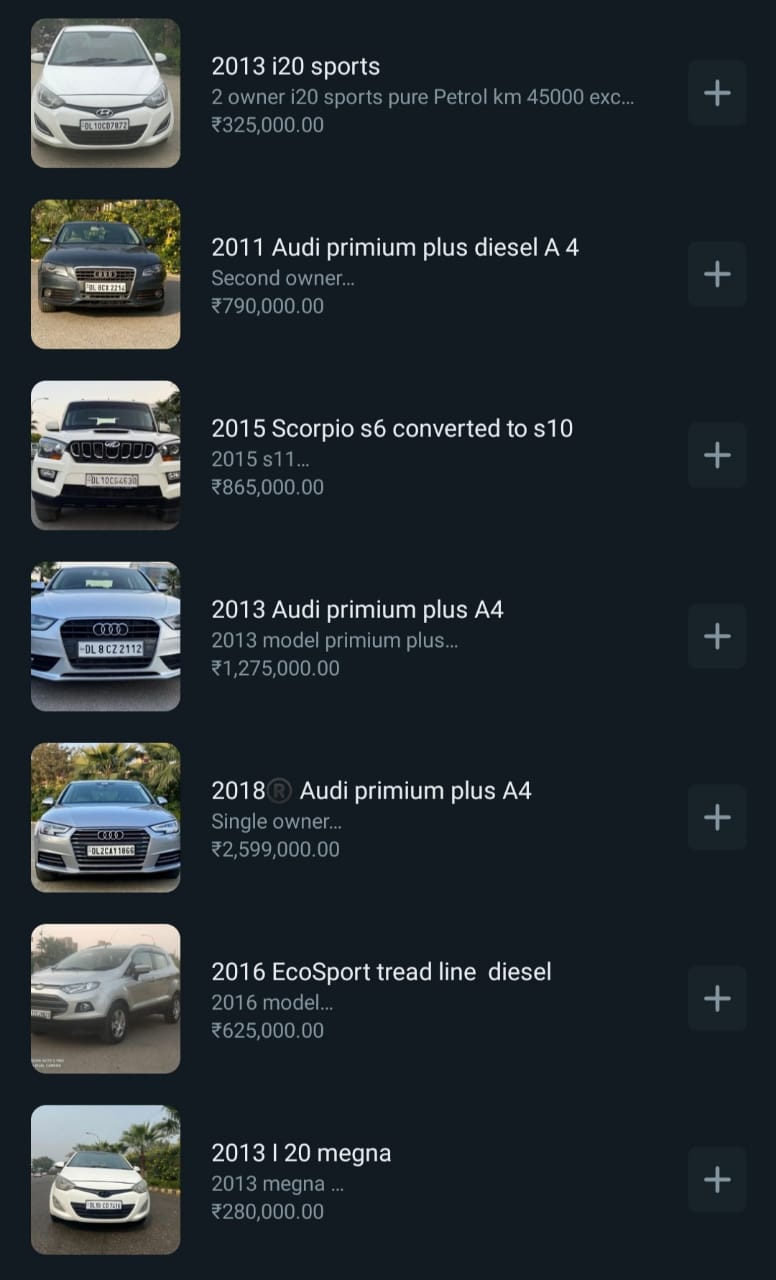 DL10CB7872
2013 i20 sports
2 owner i20 sports pure Petrol km 45000 exc...
₹325,000.00
DL 8CX 2214
2011 Audi primium plus diesel A 4
Second owner...
₹790,000.00
DL10CG4630
2015 Scorpio s6 converted to s10
2015 s11...
₹865,000.00
DL 8 CZ 2112
2013 Audi primium plus A4
2013 model primium plus...
₹1,275,000.00
DL2CAY1866
2018® Audi primium plus A4
Single owner...
₹2,599,000.00
2016 EcoSport tread line diesel
2016 model...
₹625,000.00
2013 I 20 megna
2013 megna ...
₹280,000.00